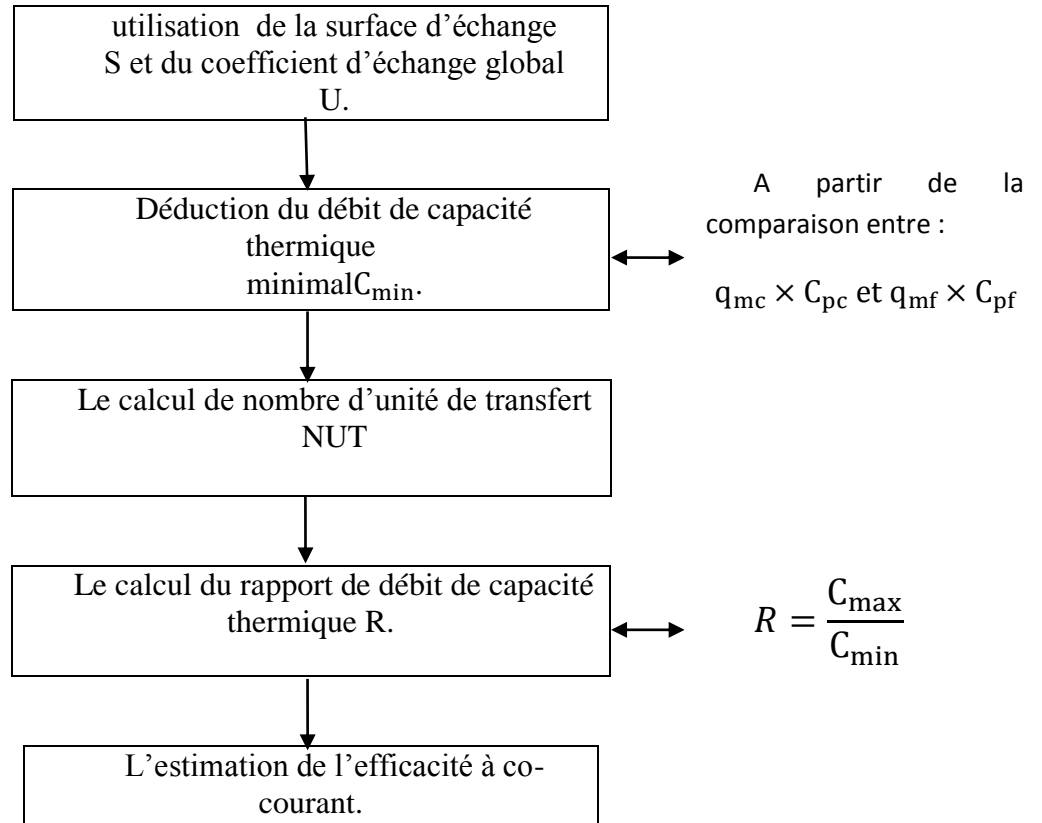 utilisation de la surface d’échange
S et du coefficient d’échange global
U.
Déduction du débit de capacité
thermique
minimalC_min.
A partir de la
comparaison entre :
q_mc × C_pc et q_mf × C_pf
Le calcul de nombre d’unité de transfert
NUT
Le calcul du rapport de débit de capacité
thermique R.
R = C_max / C_min
L’estimation de l’efficacité à co-
courant.